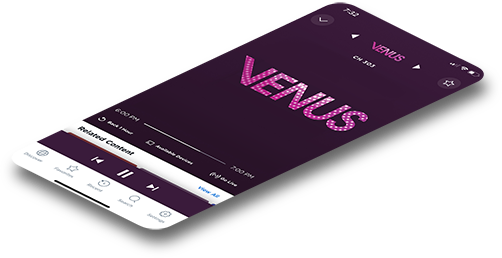 7:32
VENUS
CH 303
VENUS
6:00 PM
7:00 PM
Back 1 Hour
Available Devices
Go Live
Related Content
View All
Discover
Favorites
Recent
Search
Settings